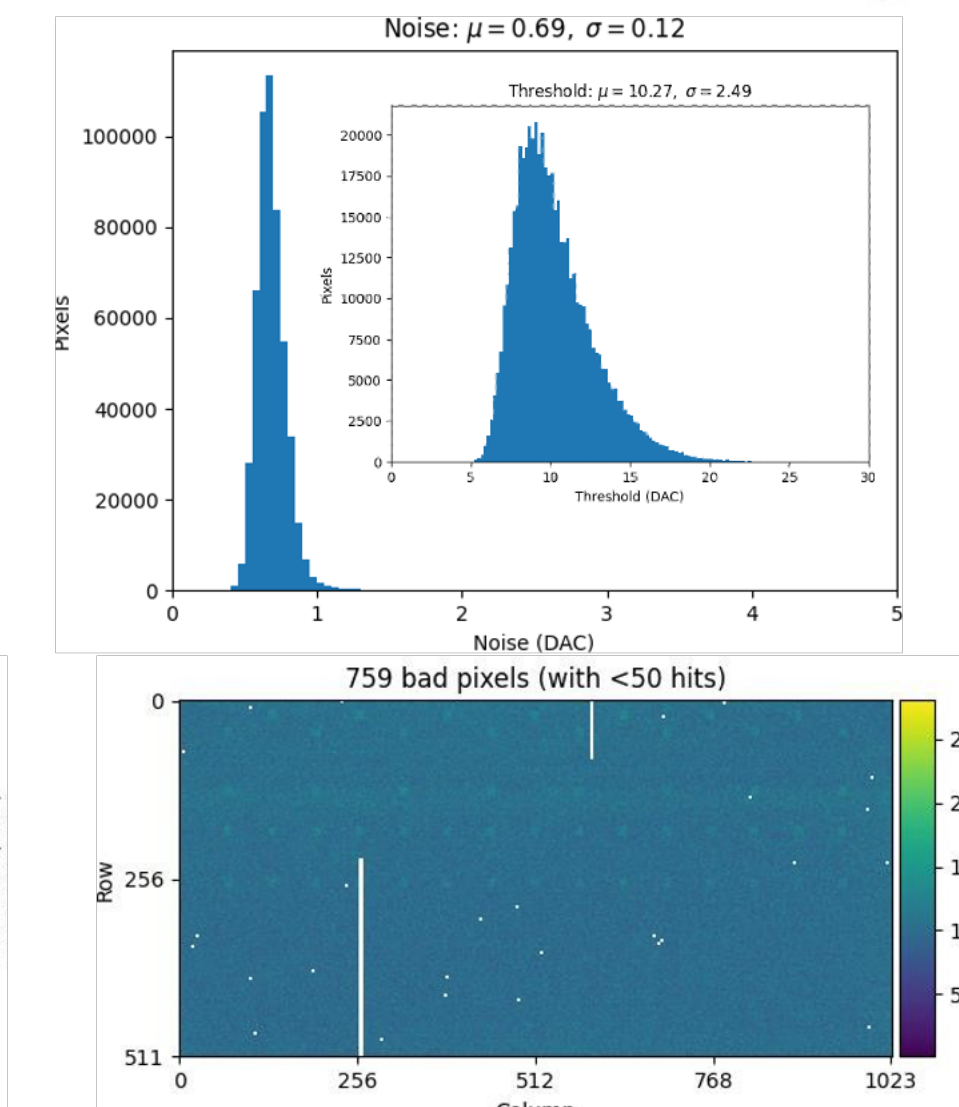 Noise: μ = 0.69, σ = 0.12
Threshold: μ = 10.27, σ = 2.49
Pixels
100000
80000
60000
40000
20000
0
Pixels
20000
17500
15000
12500
10000
7500
5000
2500
0
0 5 10 15 20 25 30
Threshold (DAC)
0 1 2 3 4 5
Noise (DAC)
759 bad pixels (with <50 hits)
Row
0
256
511
0 256 512 768 1023
5